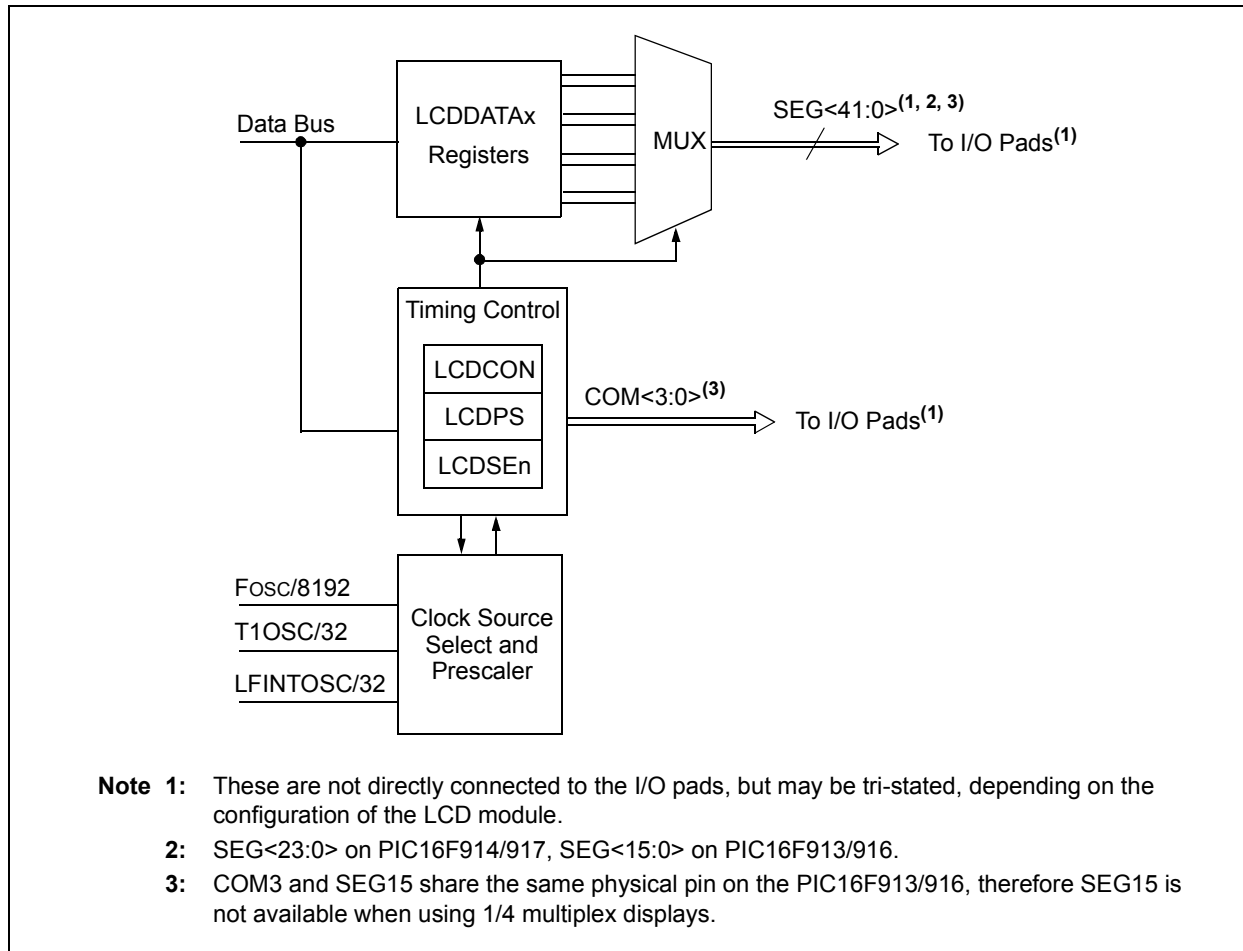 LCDDATAx
Registers
Data Bus
MUX
SEG<41:0>(1, 2, 3)
To I/O Pads(1)
Timing Control
LCDCON
LCDPS
LCDSEn
COM<3:0>(3)
To I/O Pads(1)
FOSC/8192
T1OSC/32
LFINTOSC/32
Clock Source
Select and
Prescaler
Note 1: These are not directly connected to the I/O pads, but may be tri-stated, depending on the
configuration of the LCD module.
2: SEG<23:0> on PIC16F914/917, SEG<15:0> on PIC16F913/916.
3: COM3 and SEG15 share the same physical pin on the PIC16F913/916, therefore SEG15 is
not available when using 1/4 multiplex displays.